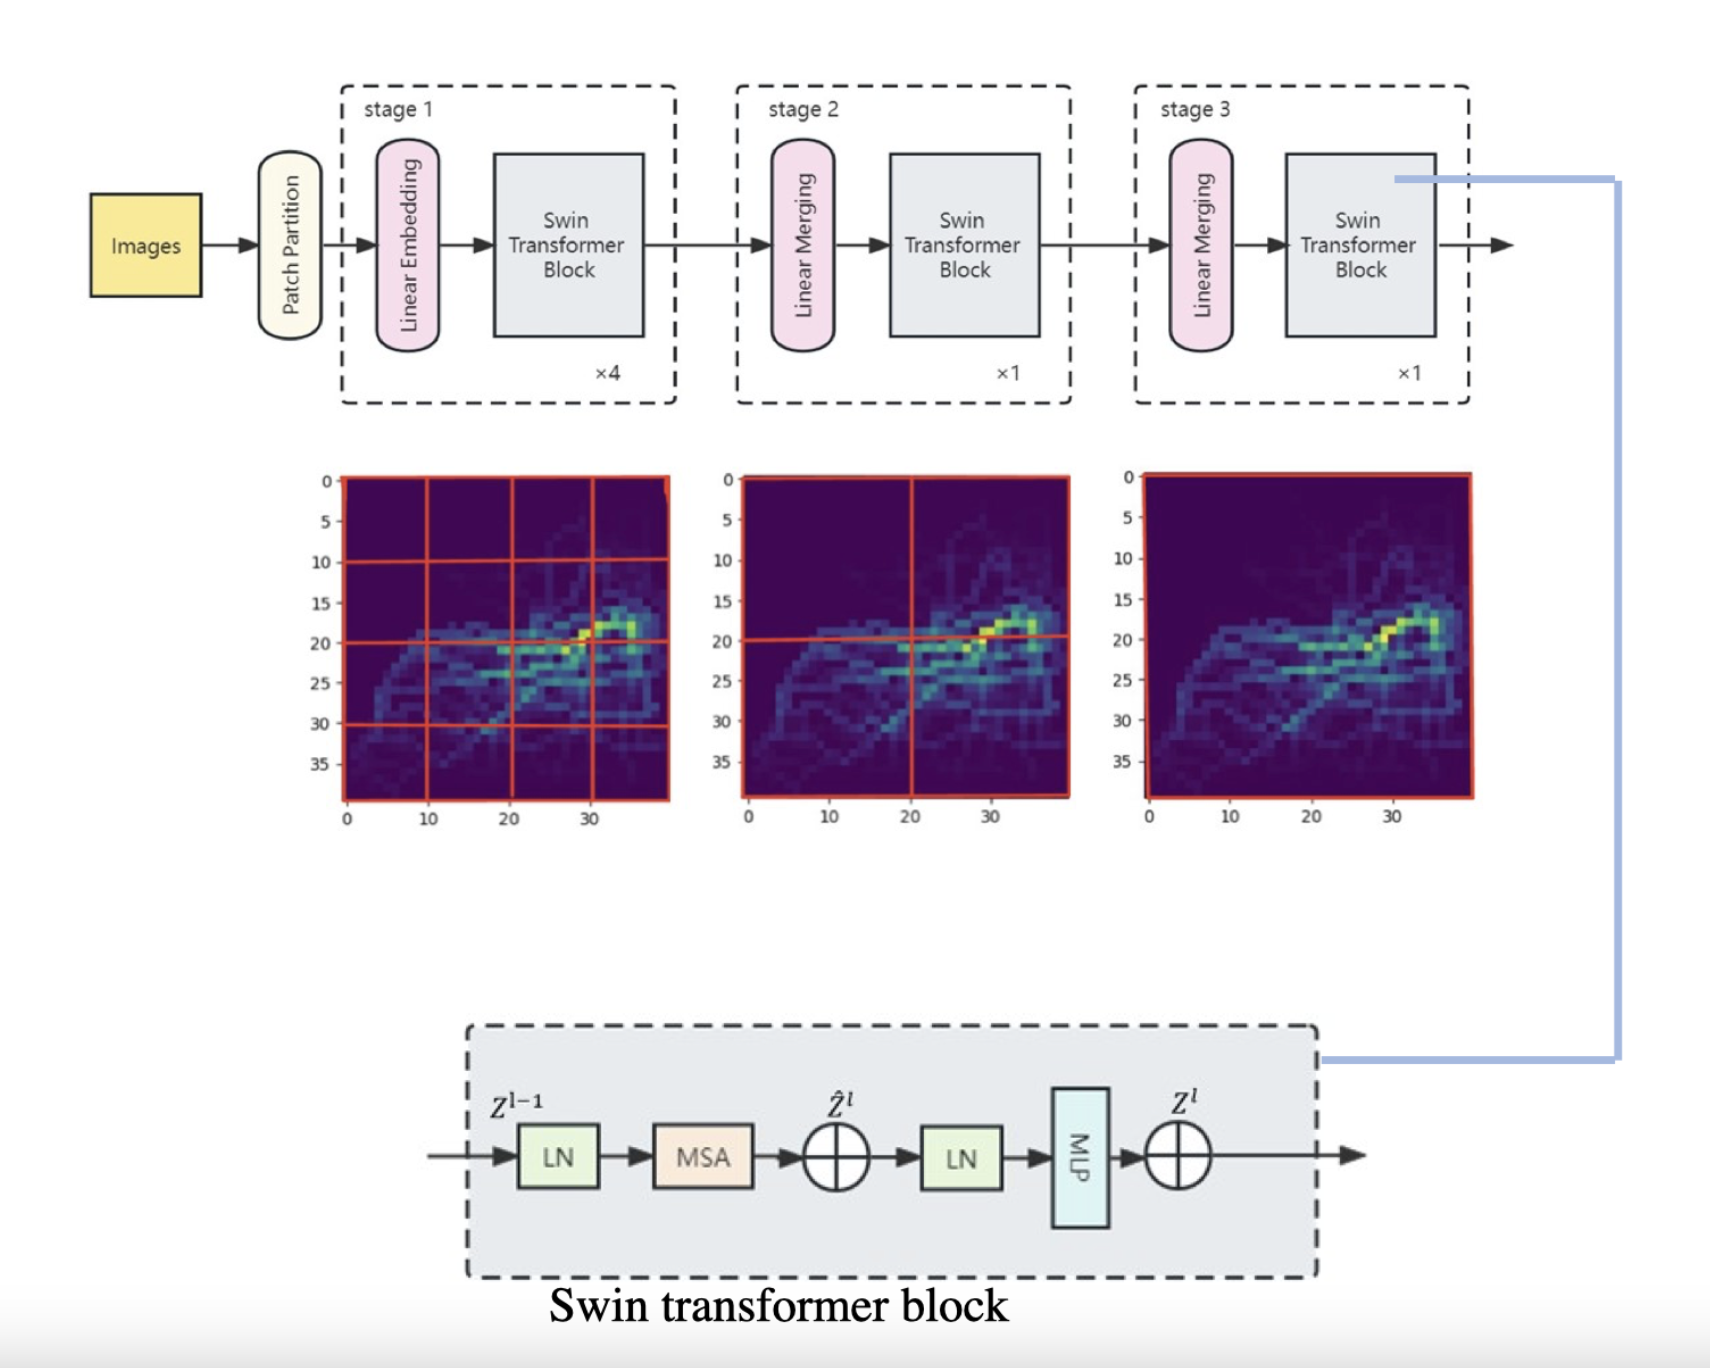 stage 1
stage 2
stage 3
Images
Patch Partition
Linear Embedding
Swin
Transformer
Block
Linear Merging
Swin
Transformer
Block
Linear Merging
Swin
Transformer
Block
×4
×1
×1
0
5
10
15
20
25
30
35
0 10 20 30
0
5
10
15
20
25
30
35
0 10 20 30
0
5
10
15
20
25
30
35
0 10 20 30
Z^{l-1}
LN
MSA
Ẑ^l
LN
MLP
Z^l
Swin transformer block